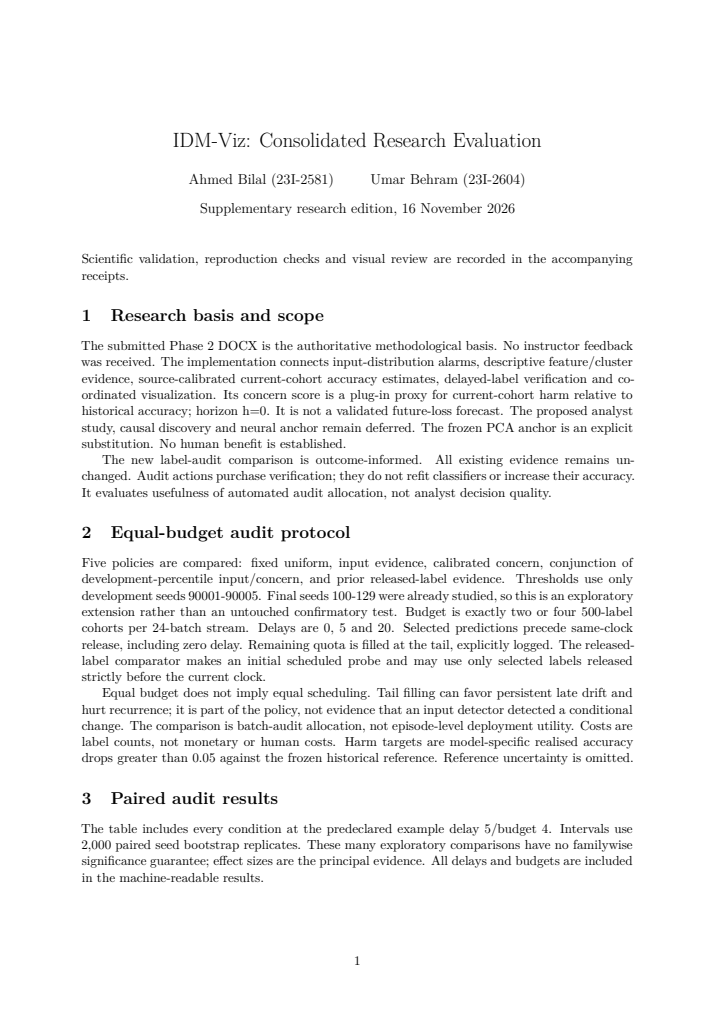 IDM-Viz: Consolidated Research Evaluation
Ahmed Bilal (23I-2581) Umar Behram (23I-2604)
Supplementary research edition, 16 November 2026
Scientific validation, reproduction checks and visual review are recorded in the accompanying
receipts.
1 Research basis and scope
The submitted Phase 2 DOCX is the authoritative methodological basis. No instructor feedback
was received. The implementation connects input-distribution alarms, descriptive feature/cluster
evidence, source-calibrated current-cohort accuracy estimates, delayed-label verification and co-
ordinated visualization. Its concern score is a plug-in proxy for current-cohort harm relative to
historical accuracy; horizon h=0. It is not a validated future-loss forecast. The proposed analyst
study, causal discovery and neural anchor remain deferred. The frozen PCA anchor is an explicit
substitution. No human benefit is established.
The new label-audit comparison is outcome-informed. All existing evidence remains un-
changed. Audit actions purchase verification; they do not refit classifiers or increase their accuracy.
It evaluates usefulness of automated audit allocation, not analyst decision quality.
2 Equal-budget audit protocol
Five policies are compared: fixed uniform, input evidence, calibrated concern, conjunction of
development-percentile input/concern, and prior released-label evidence. Thresholds use only
development seeds 90001-90005. Final seeds 100-129 were already studied, so this is an exploratory
extension rather than an untouched confirmatory test. Budget is exactly two or four 500-label
cohorts per 24-batch stream. Delays are 0, 5 and 20. Selected predictions precede same-clock
release, including zero delay. Remaining quota is filled at the tail, explicitly logged. The released-
label comparator makes an initial scheduled probe and may use only selected labels released
strictly before the current clock.
Equal budget does not imply equal scheduling. Tail filling can favor persistent late drift and
hurt recurrence; it is part of the policy, not evidence that an input detector detected a conditional
change. The comparison is batch-audit allocation, not episode-level deployment utility. Costs are
label counts, not monetary or human costs. Harm targets are model-specific realised accuracy
drops greater than 0.05 against the frozen historical reference. Reference uncertainty is omitted.
3 Paired audit results
The table includes every condition at the predeclared example delay 5/budget 4. Intervals use
2,000 paired seed bootstrap replicates. These many exploratory comparisons have no familywise
significance guarantee; effect sizes are the principal evidence. All delays and budgets are included
in the machine-readable results.
1